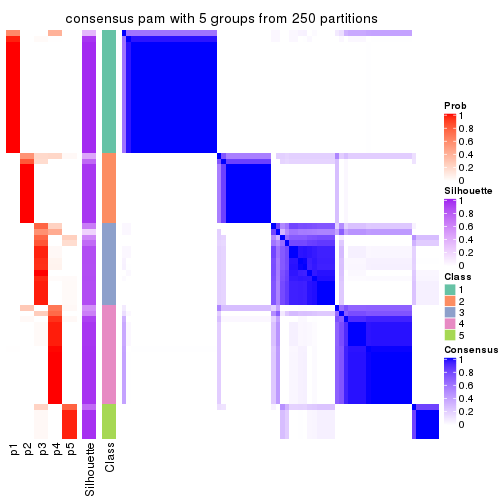 consensus pam with 5 groups from 250 partitions
Prob
1
0.8
0.6
0.4
0.2
0
Silhouette
1
0.8
0.6
0.4
0.2
0
Class
1
2
3
4
5
Consensus
1
0.8
0.6
0.4
0.2
0
p1
p2
p3
p4
p5
Silhouette
Class